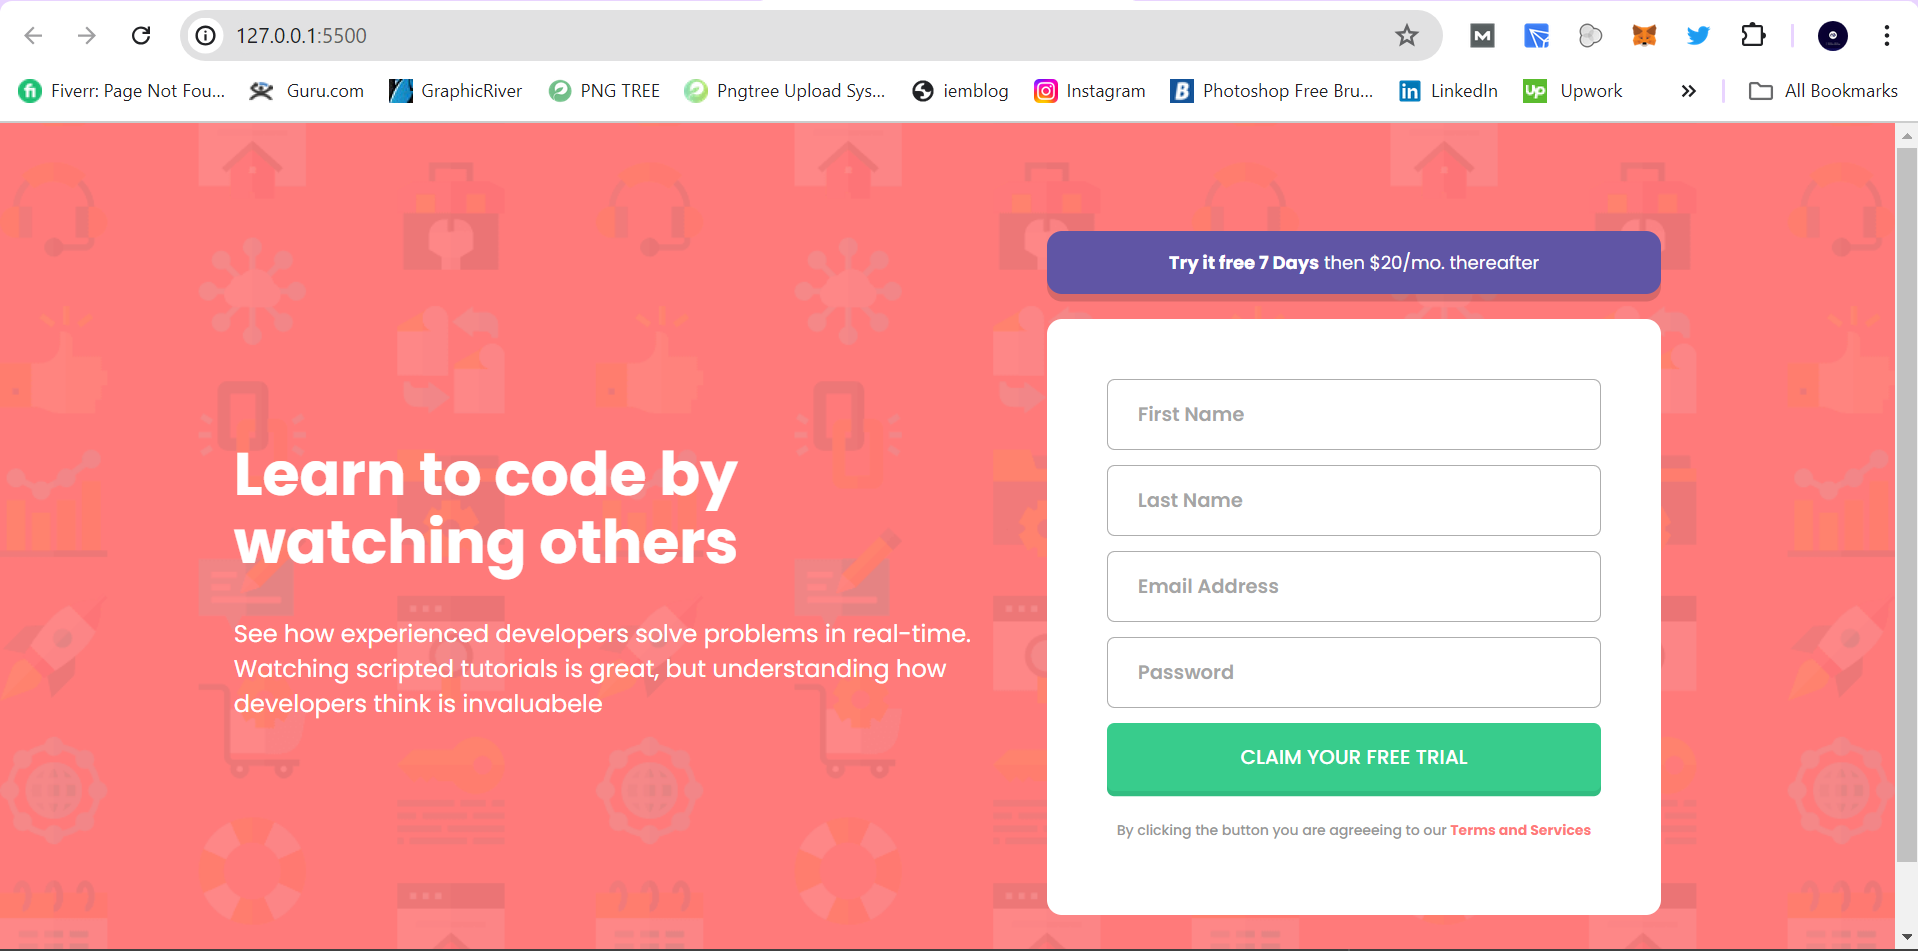 127.0.0.1:5500
Fiverr: Page Not Fou... Guru.com GraphicRiver PNG TREE Pngtree Upload Sys... iemblog Instagram Photoshop Free Bru... LinkedIn Upwork » All Bookmarks
Try it free 7 Days then $20/mo. thereafter
Learn to code by
watching others
See how experienced developers solve problems in real-time.
Watching scripted tutorials is great, but understanding how
developers think is invaluabele
First Name
Last Name
Email Address
Password
CLAIM YOUR FREE TRIAL
By clicking the button you are agreeeing to our Terms and Services